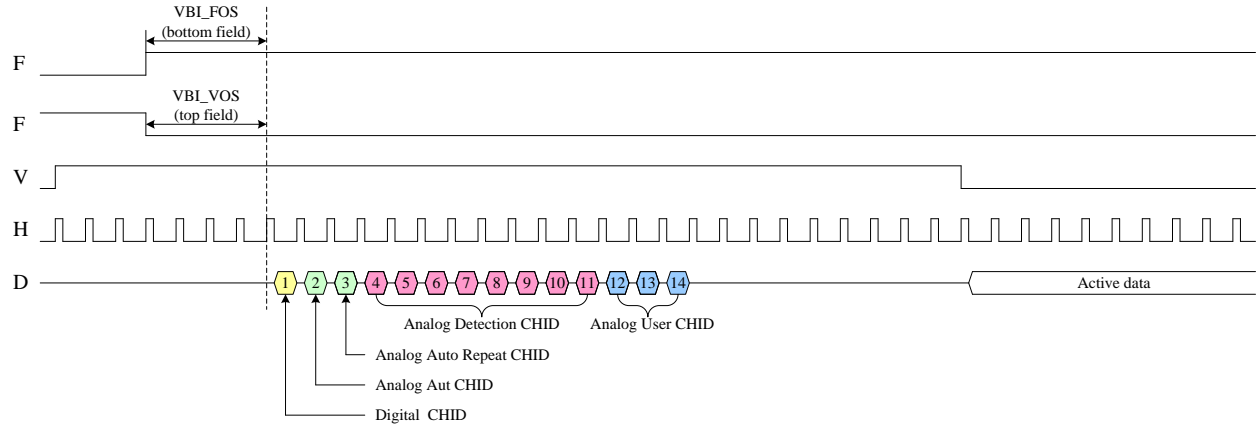 VBI_FOS
(bottom field)
F
VBI_VOS
(top field)
F
V
H
D
1 2 3 4 5 6 7 8 9 10 11 12 13 14
Active data
Analog Detection CHID
Analog User CHID
Analog Auto Repeat CHID
Analog Aut CHID
Digital CHID